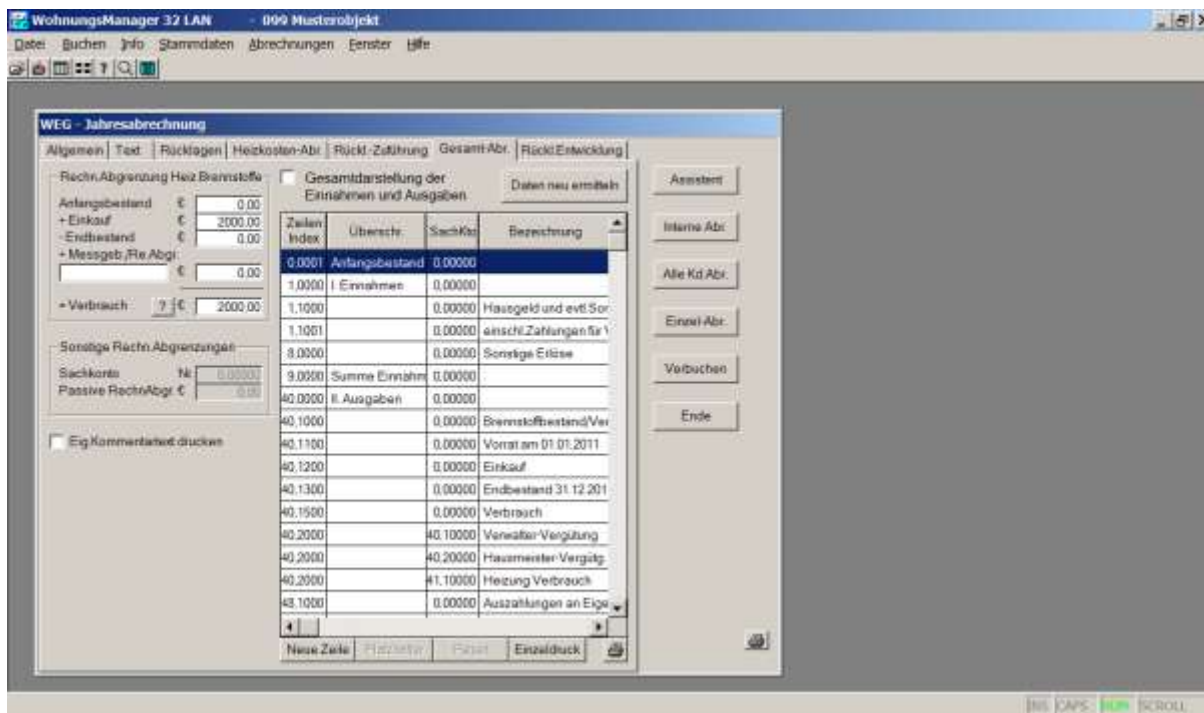 WohnungsManager 32 LAN - 009 Musterobjekt
Datei Buchen Info Stammdaten Abrechnungen Fenster Hilfe
WEG - Jahresabrechnung
Allgemein Text Rücklagen Heizkosten-Abr Rückl.-Zuführung Gesamt-Abr. Rückl.Entwicklung
Rechn.Abgrenzung Heiz.Brennstoffe
Anfangsbestand € 0.00
+ Einkauf € 2000.00
- Endbestand € 0.00
+ Messgeb./Re.Abgr.
€ 0.00
= Verbrauch ? € 2000.00
Sonstige Rechn.Abgrenzungen
Sachkonto Nr. 0.00000
Passive RechnAbgr. € 0.00
Eig.Kommentartext drucken
Gesamtdarstellung der
Einnahmen und Ausgaben
Daten neu ermitteln
Zeilen Index Überschr. SachKto Bezeichnung
0,0001 Anfangsbestand 0,00000
1,0000 I. Einnahmen 0,00000
1,1000 0,00000 Hausgeld und evtl.Son
1,1001 0,00000 einschl.Zahlungen für V
8,0000 0,00000 Sonstige Erlöse
9,0000 Summe Einnahm 0,00000
40,0000 II. Ausgaben 0,00000
40,1000 0,00000 Brennstoffbestand/Ver
40,1100 0,00000 Vorrat am 01.01.2011
40,1200 0,00000 Einkauf
40,1300 0,00000 Endbestand 31.12.201
40,1500 0,00000 Verbrauch
40,2000 40,10000 Verwalter-Vergütung
40,2000 40,20000 Hausmeister-Vergütg.
40,2000 41,10000 Heizung Verbrauch
48,1000 0,00000 Auszahlungen an Eige
Neue Zeile Einzeldruck
Assistent
Interne Abr.
Alle Kd.Abr.
Einzel-Abr.
Verbuchen
Ende
INS CAPS NUM SCROLL